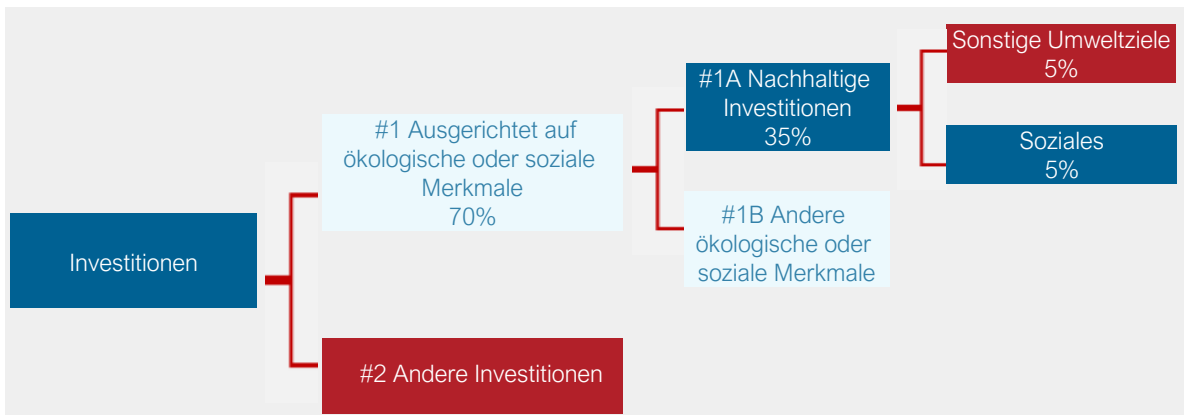 Investitionen
#1 Ausgerichtet auf
ökologische oder soziale
Merkmale
70%
#2 Andere Investitionen
#1A Nachhaltige
Investitionen
35%
#1B Andere
ökologische oder
soziale Merkmale
Sonstige Umweltziele
5%
Soziales
5%